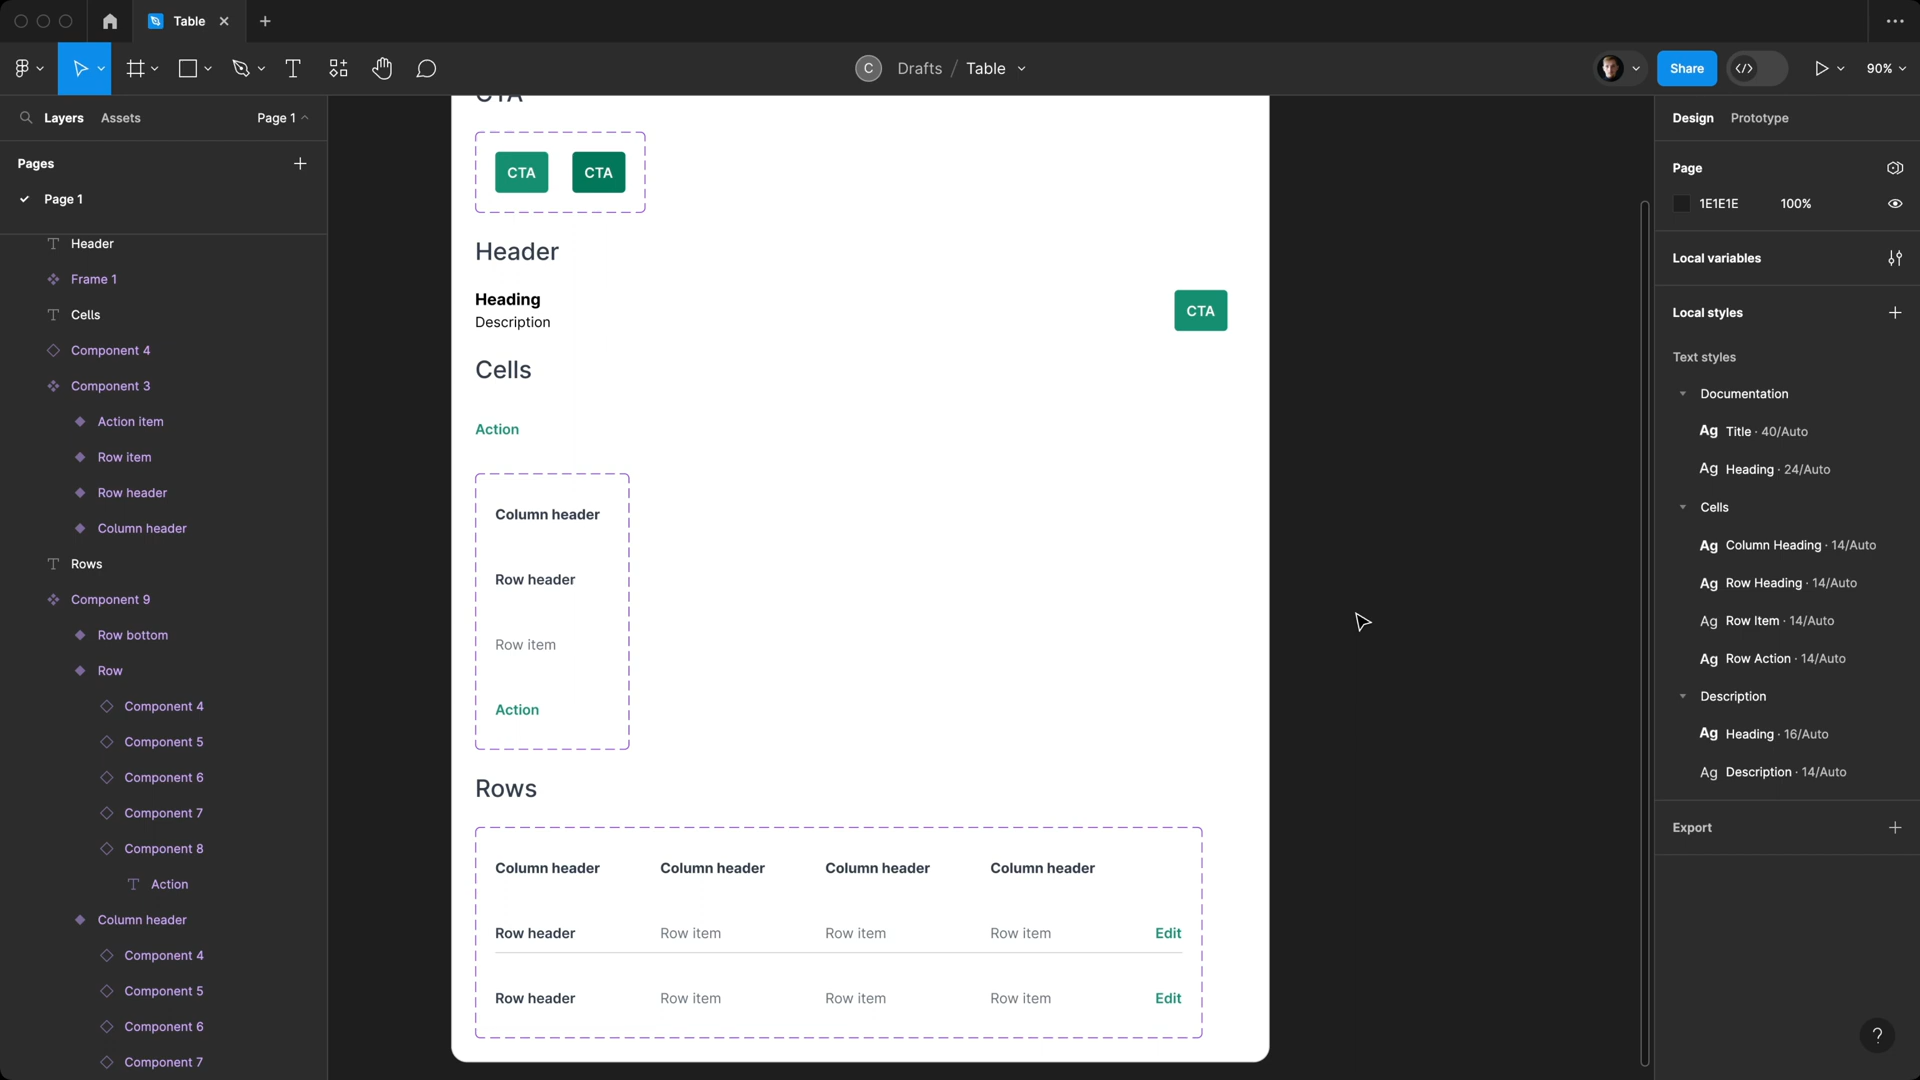 Table
C
Drafts / Table
Share
90%
Layers
Assets
Page 1
Pages
Page 1
Header
Frame 1
Cells
Component 4
Component 3
Action item
Row item
Row header
Column header
Rows
Component 9
Row bottom
Row
Component 4
Component 5
Component 6
Component 7
Component 8
Action
Column header
Component 4
Component 5
Component 6
Component 7
CTA
CTA CTA
Header
Heading
Description
CTA
Cells
Action
Column header
Row header
Row item
Action
Rows
Column header Column header Column header Column header
Row header Row item Row item Row item Edit
Row header Row item Row item Row item Edit
Design
Prototype
Page
1E1E1E 100%
Local variables
Local styles
Text styles
Documentation
Ag Title · 40/Auto
Ag Heading · 24/Auto
Cells
Ag Column Heading · 14/Auto
Ag Row Heading · 14/Auto
Ag Row Item · 14/Auto
Ag Row Action · 14/Auto
Description
Ag Heading · 16/Auto
Ag Description · 14/Auto
Export
?